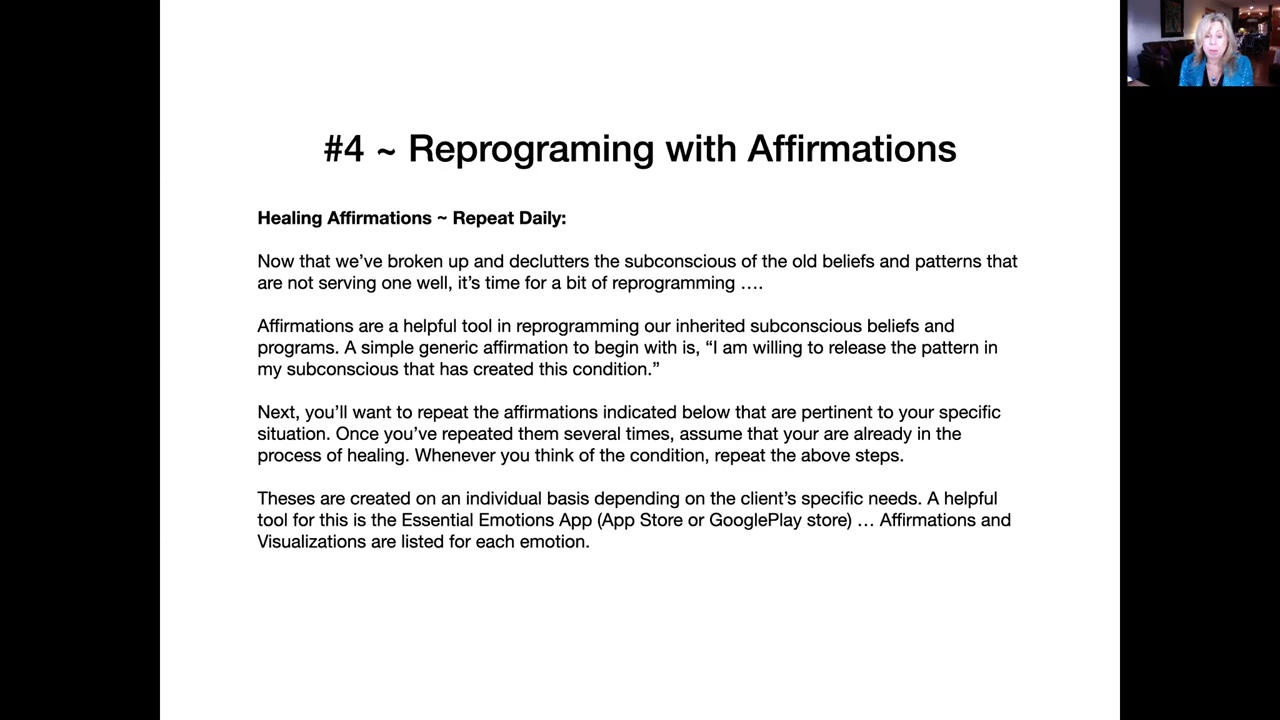 #4 ~ Reprograming with Affirmations
Healing Affirmations ~ Repeat Daily:
Now that we’ve broken up and declutters the subconscious of the old beliefs and patterns that
are not serving one well, it’s time for a bit of reprogramming ….
Affirmations are a helpful tool in reprogramming our inherited subconscious beliefs and
programs. A simple generic affirmation to begin with is, “I am willing to release the pattern in
my subconscious that has created this condition.”
Next, you’ll want to repeat the affirmations indicated below that are pertinent to your specific
situation. Once you’ve repeated them several times, assume that your are already in the
process of healing. Whenever you think of the condition, repeat the above steps.
Theses are created on an individual basis depending on the client’s specific needs. A helpful
tool for this is the Essential Emotions App (App Store or GooglePlay store) … Affirmations and
Visualizations are listed for each emotion.